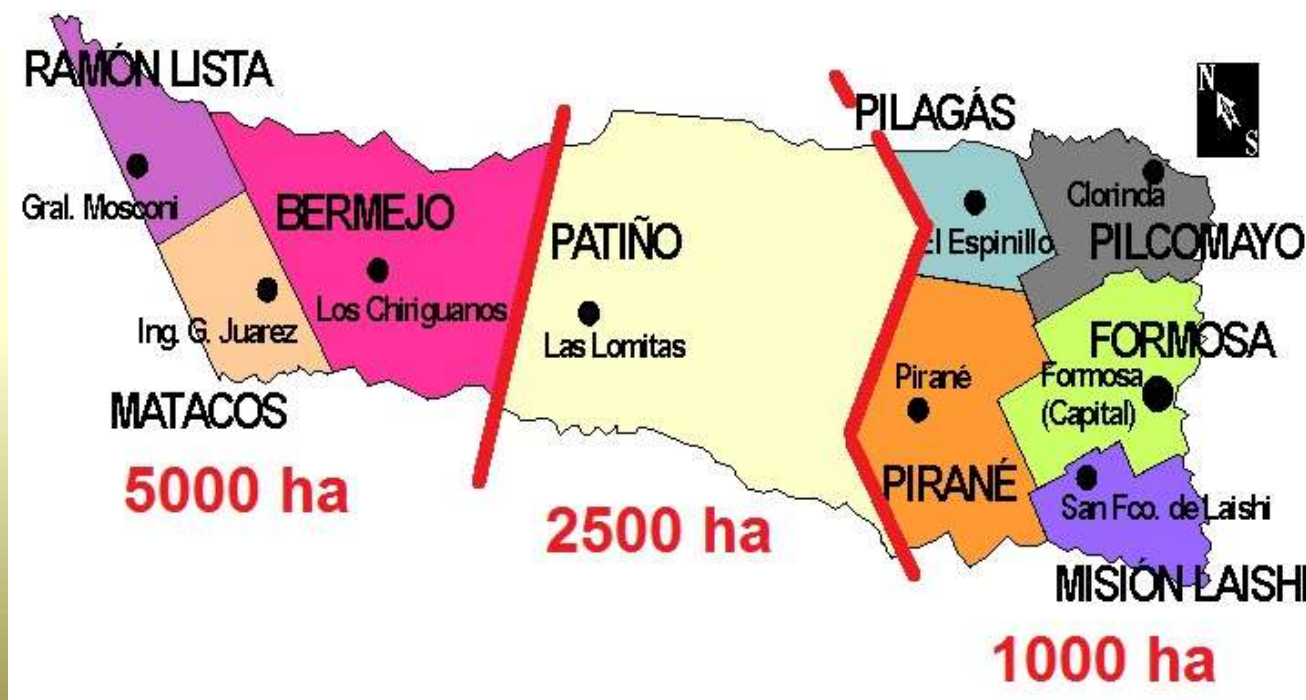 RAMÓN LISTA
Gral. Mosconi
Ing. G. Juarez
MATACOS
BERMEJO
Los Chiriguanos
PATIÑO
Las Lomitas
PILAGÁS
El Espinillo
Clorinda
PILCOMAYO
FORMOSA
Formosa
(Capital)
Pirané
PIRANÉ
San Fco. de Laishi
MISIÓN LAISHI
N
S
5000 ha
2500 ha
1000 ha